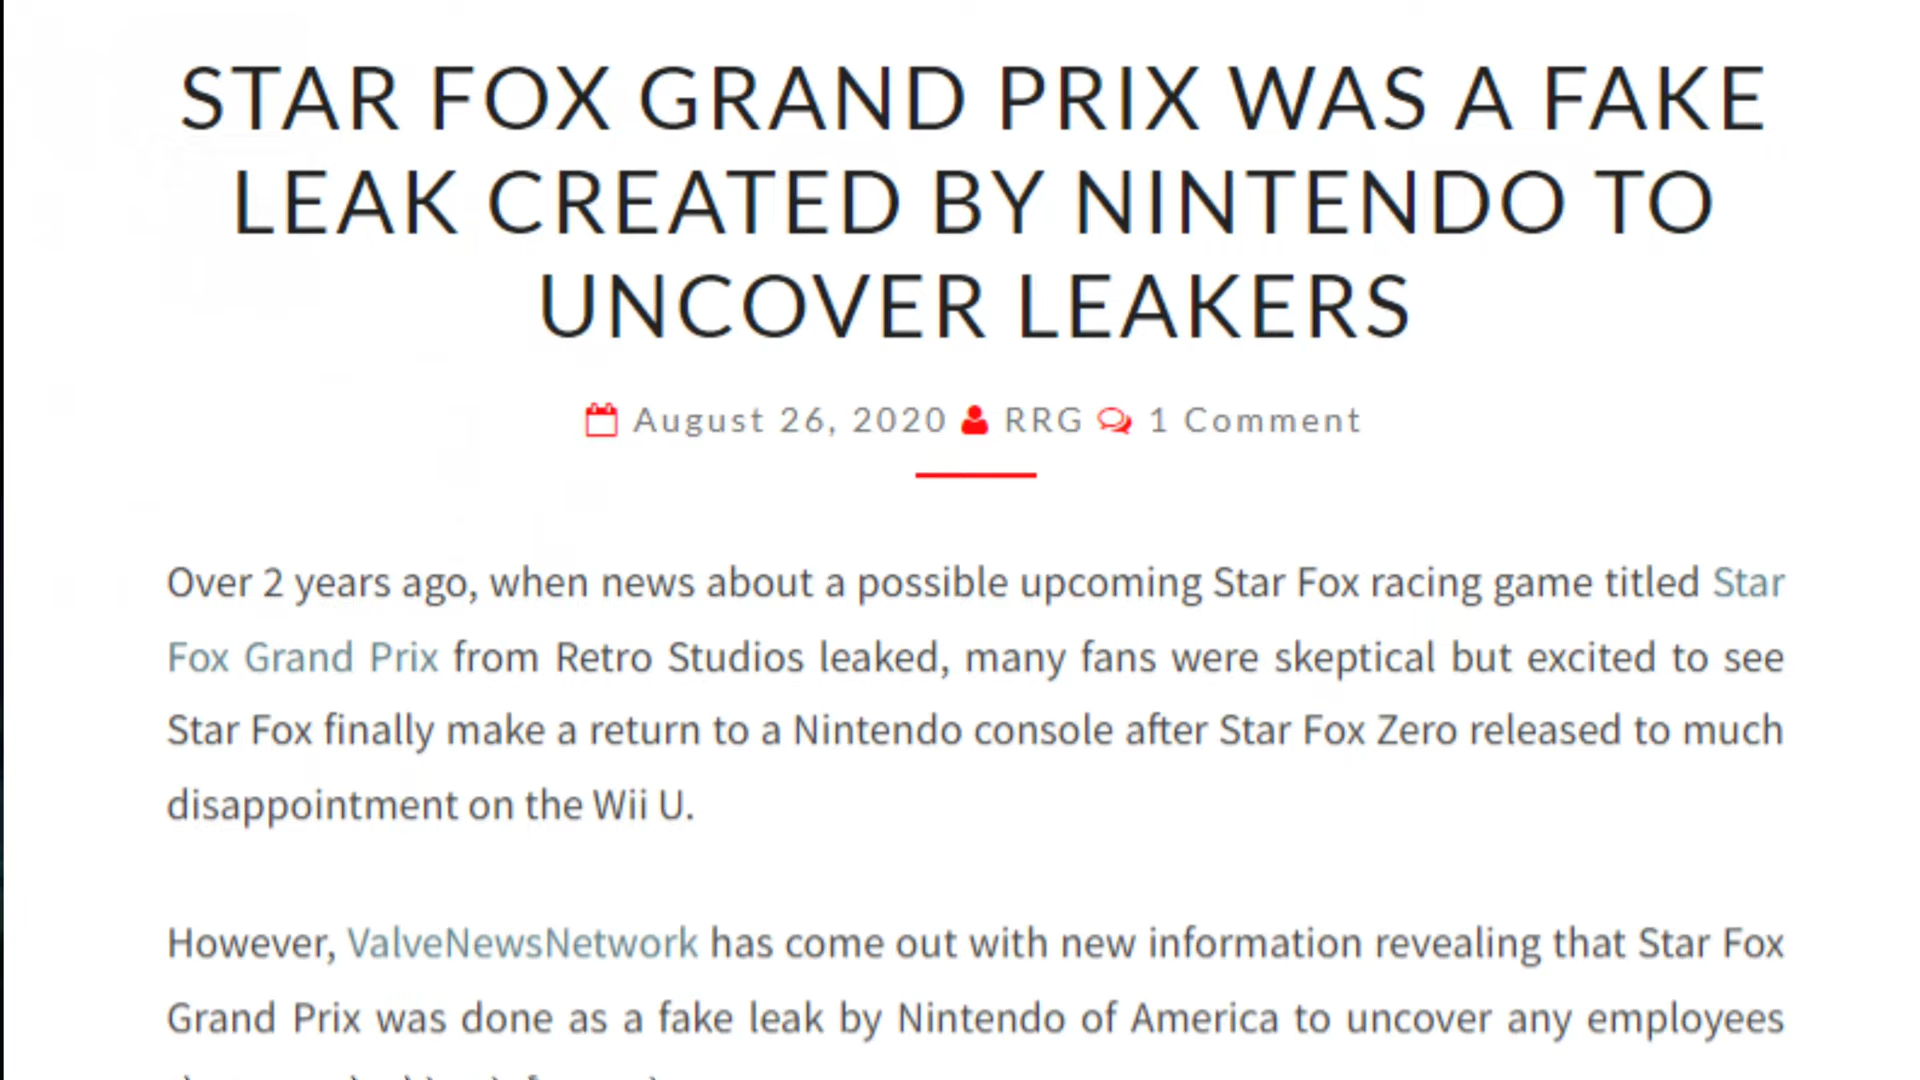 STAR FOX GRAND PRIX WAS A FAKE
LEAK CREATED BY NINTENDO TO
UNCOVER LEAKERS
August 26, 2020 RRG 1 Comment
Over 2 years ago, when news about a possible upcoming Star Fox racing game titled Star
Fox Grand Prix from Retro Studios leaked, many fans were skeptical but excited to see
Star Fox finally make a return to a Nintendo console after Star Fox Zero released to much
disappointment on the Wii U.
However, ValveNewsNetwork has come out with new information revealing that Star Fox
Grand Prix was done as a fake leak by Nintendo of America to uncover any employees